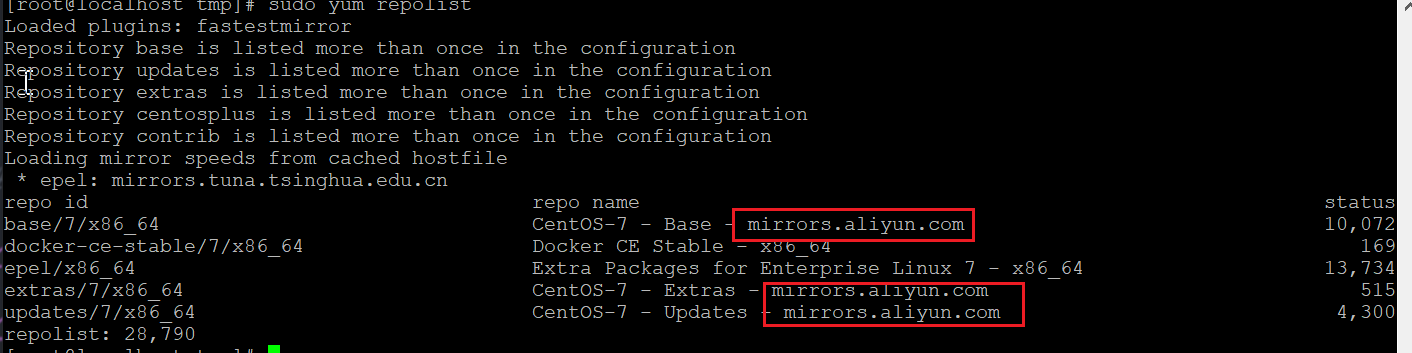 [root@localhost tmp]# sudo yum repolist
Loaded plugins: fastestmirror
Repository base is listed more than once in the configuration
Repository updates is listed more than once in the configuration
Repository extras is listed more than once in the configuration
Repository centosplus is listed more than once in the configuration
Repository contrib is listed more than once in the configuration
Loading mirror speeds from cached hostfile
 * epel: mirrors.tuna.tsinghua.edu.cn
repo id repo name status
base/7/x86_64 CentOS-7 - Base - mirrors.aliyun.com 10,072
docker-ce-stable/7/x86_64 Docker CE Stable - x86_64 169
epel/x86_64 Extra Packages for Enterprise Linux 7 - x86_64 13,734
extras/7/x86_64 CentOS-7 - Extras - mirrors.aliyun.com 515
updates/7/x86_64 CentOS-7 - Updates - mirrors.aliyun.com 4,300
repolist: 28,790